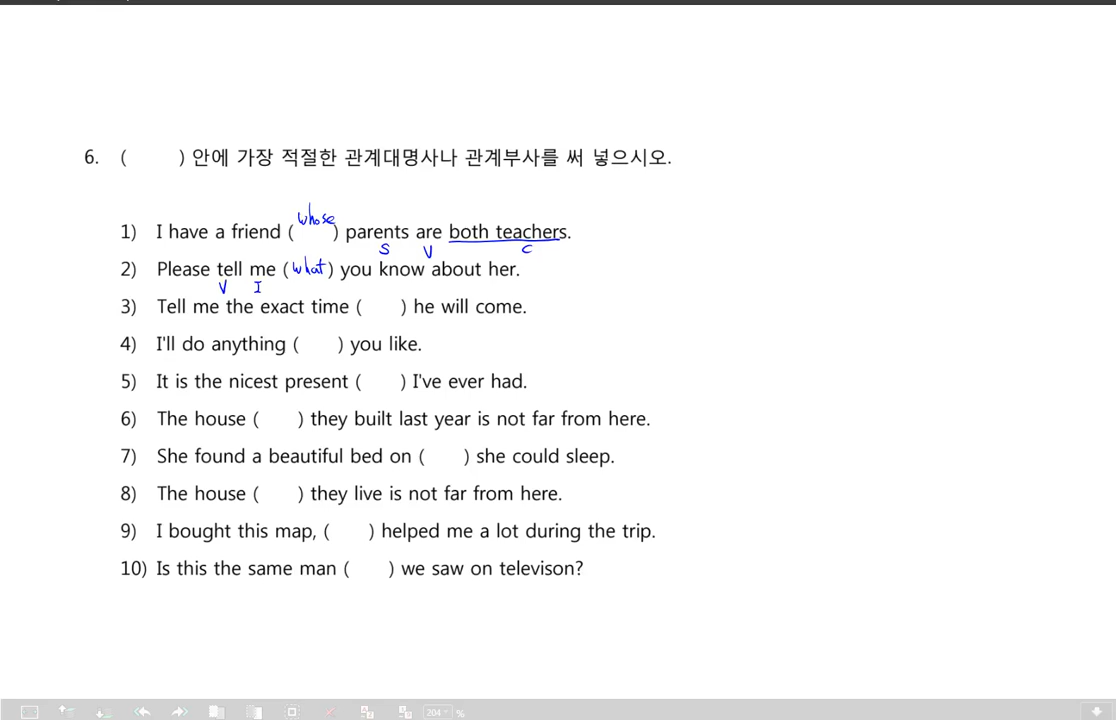 6. (     ) 안에 가장 적절한 관계대명사나 관계부사를 써 넣으시오.
1) I have a friend (whose) parents are both teachers.
S V C
2) Please tell me (what) you know about her.
V I
3) Tell me the exact time (     ) he will come.
4) I'll do anything (     ) you like.
5) It is the nicest present (     ) I've ever had.
6) The house (     ) they built last year is not far from here.
7) She found a beautiful bed on (     ) she could sleep.
8) The house (     ) they live is not far from here.
9) I bought this map, (     ) helped me a lot during the trip.
10) Is this the same man (     ) we saw on televison?
204 %